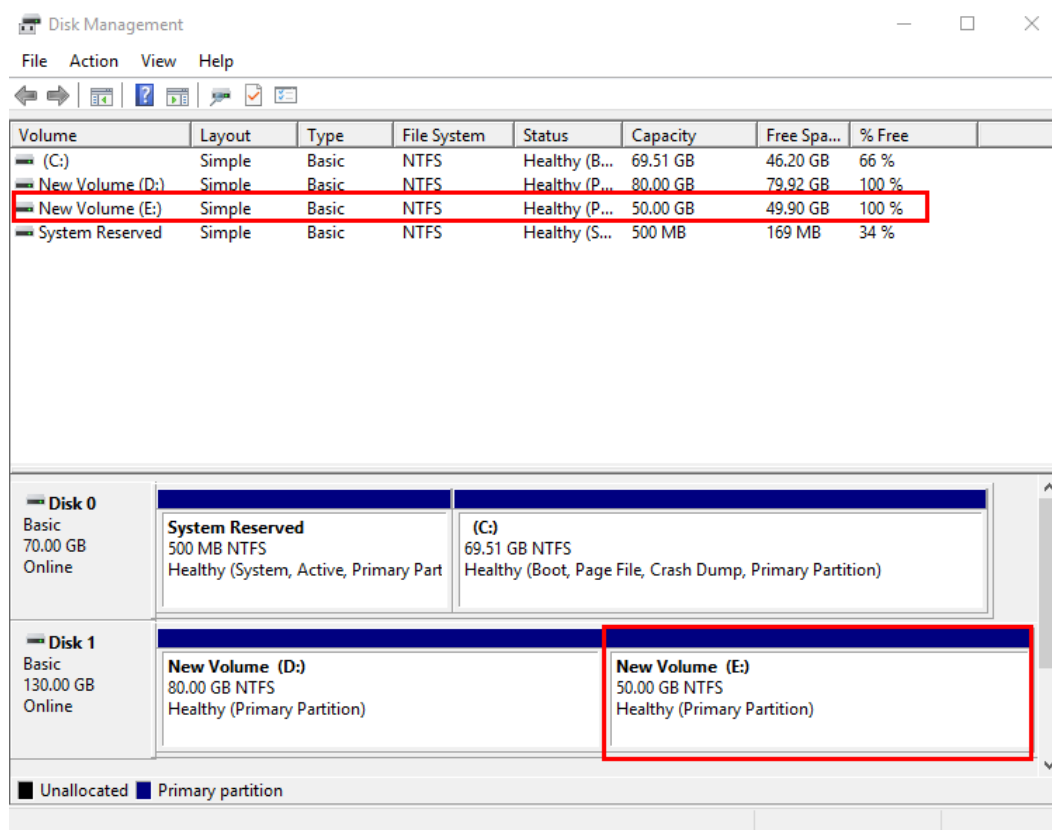 Disk Management
File Action View Help
Volume Layout Type File System Status Capacity Free Spa... % Free
(C:) Simple Basic NTFS Healthy (B... 69.51 GB 46.20 GB 66 %
New Volume (D:) Simple Basic NTFS Healthy (P... 80.00 GB 79.92 GB 100 %
New Volume (E:) Simple Basic NTFS Healthy (P... 50.00 GB 49.90 GB 100 %
System Reserved Simple Basic NTFS Healthy (S... 500 MB 169 MB 34 %
Disk 0
Basic
70.00 GB
Online
System Reserved
500 MB NTFS
Healthy (System, Active, Primary Part
(C:)
69.51 GB NTFS
Healthy (Boot, Page File, Crash Dump, Primary Partition)
Disk 1
Basic
130.00 GB
Online
New Volume (D:)
80.00 GB NTFS
Healthy (Primary Partition)
New Volume (E:)
50.00 GB NTFS
Healthy (Primary Partition)
Unallocated Primary partition